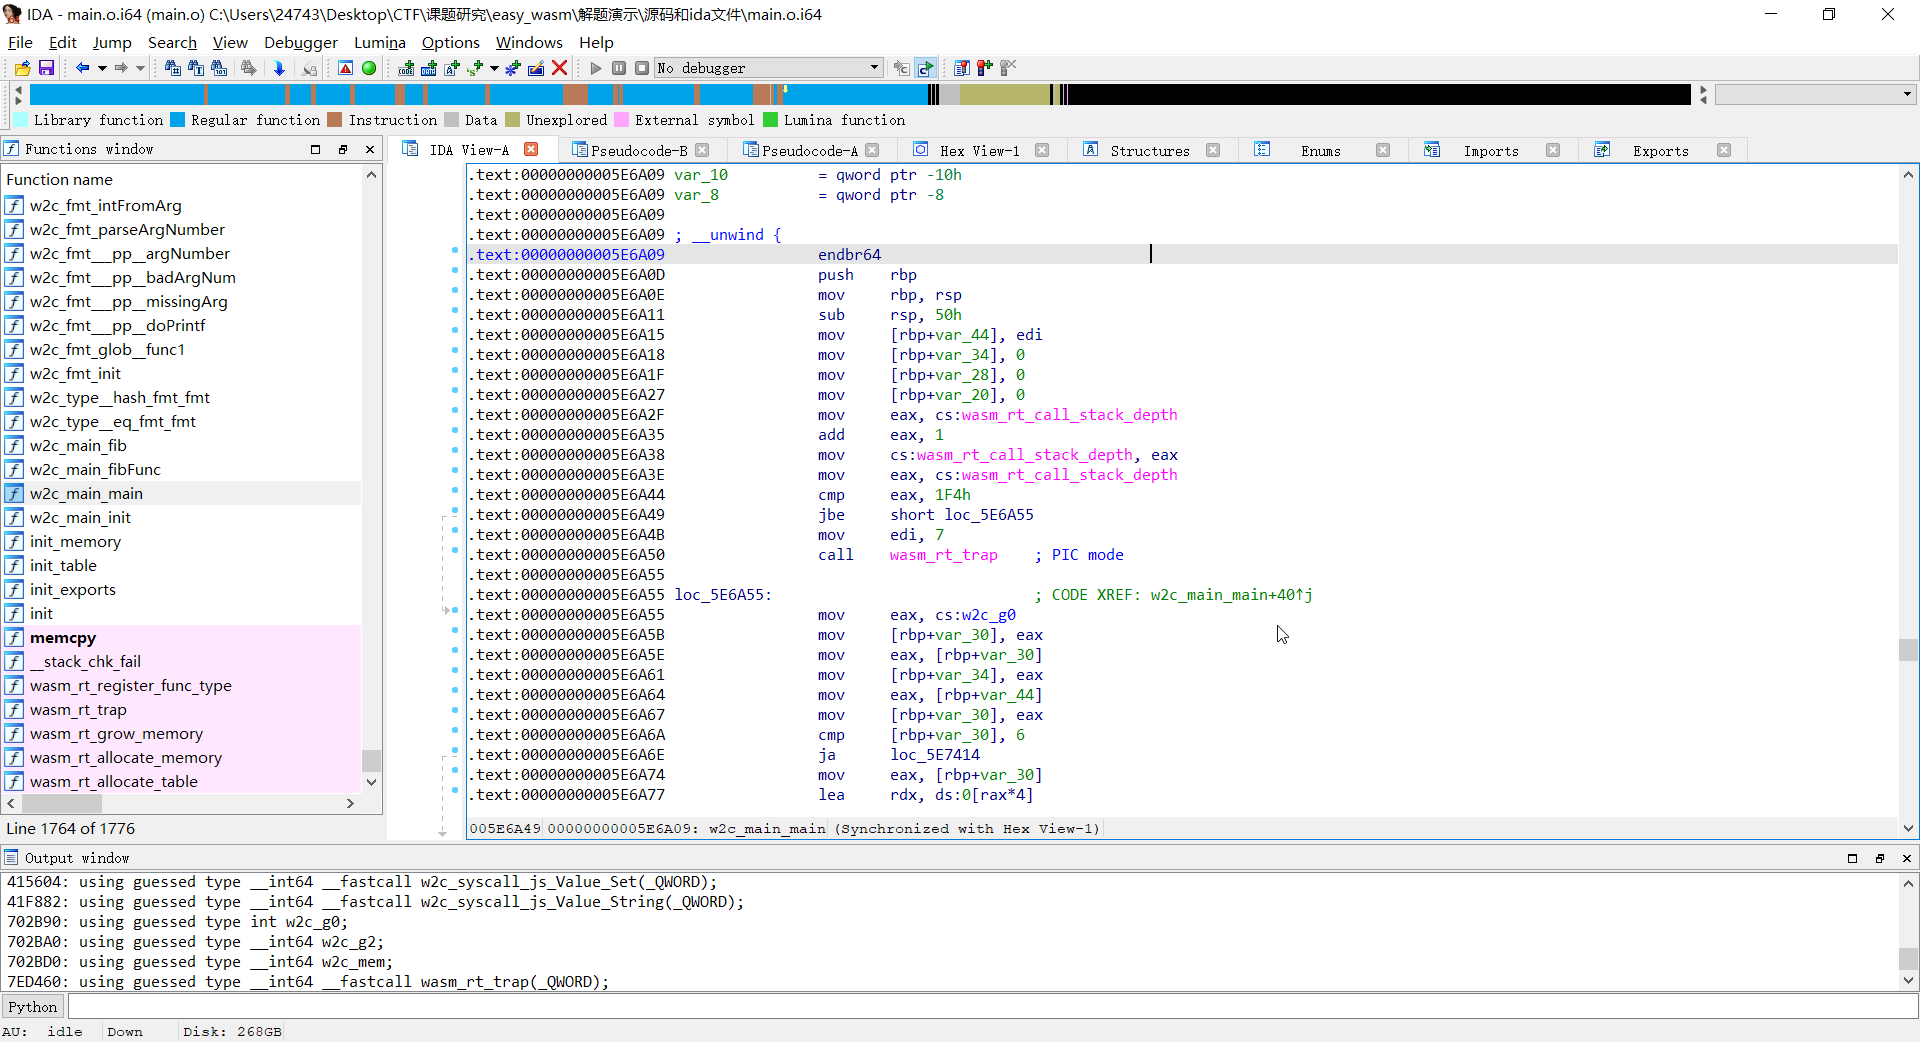 IDA - main.o.i64 (main.o) C:\Users\24743\Desktop\CTF\课题研究\easy_wasm\解题演示\源码和ida文件\main.o.i64
File Edit Jump Search View Debugger Lumina Options Windows Help
No debugger
Library function Regular function Instruction Data Unexplored External symbol Lumina function
Functions window
Function name
w2c_fmt_intFromArg
w2c_fmt_parseArgNumber
w2c_fmt___pp__argNumber
w2c_fmt___pp__badArgNum
w2c_fmt___pp__missingArg
w2c_fmt___pp__doPrintf
w2c_fmt_glob__func1
w2c_fmt_init
w2c_type__hash_fmt_fmt
w2c_type__eq_fmt_fmt
w2c_main_fib
w2c_main_fibFunc
w2c_main_main
w2c_main_init
init_memory
init_table
init_exports
init
memcpy
__stack_chk_fail
wasm_rt_register_func_type
wasm_rt_trap
wasm_rt_grow_memory
wasm_rt_allocate_memory
wasm_rt_allocate_table
Line 1764 of 1776
IDA View-A Pseudocode-B Pseudocode-A Hex View-1 Structures Enums Imports Exports
.text:00000000005E6A09 var_10 = qword ptr -10h
.text:00000000005E6A09 var_8 = qword ptr -8
.text:00000000005E6A09
.text:00000000005E6A09 ; __unwind {
.text:00000000005E6A09 endbr64
.text:00000000005E6A0D push rbp
.text:00000000005E6A0E mov rbp, rsp
.text:00000000005E6A11 sub rsp, 50h
.text:00000000005E6A15 mov [rbp+var_44], edi
.text:00000000005E6A18 mov [rbp+var_34], 0
.text:00000000005E6A1F mov [rbp+var_28], 0
.text:00000000005E6A27 mov [rbp+var_20], 0
.text:00000000005E6A2F mov eax, cs:wasm_rt_call_stack_depth
.text:00000000005E6A35 add eax, 1
.text:00000000005E6A38 mov cs:wasm_rt_call_stack_depth, eax
.text:00000000005E6A3E mov eax, cs:wasm_rt_call_stack_depth
.text:00000000005E6A44 cmp eax, 1F4h
.text:00000000005E6A49 jbe short loc_5E6A55
.text:00000000005E6A4B mov edi, 7
.text:00000000005E6A50 call wasm_rt_trap ; PIC mode
.text:00000000005E6A55
.text:00000000005E6A55 loc_5E6A55: ; CODE XREF: w2c_main_main+40↑j
.text:00000000005E6A55 mov eax, cs:w2c_g0
.text:00000000005E6A5B mov [rbp+var_30], eax
.text:00000000005E6A5E mov eax, [rbp+var_30]
.text:00000000005E6A61 mov [rbp+var_34], eax
.text:00000000005E6A64 mov eax, [rbp+var_44]
.text:00000000005E6A67 mov [rbp+var_30], eax
.text:00000000005E6A6A cmp [rbp+var_30], 6
.text:00000000005E6A6E ja loc_5E7414
.text:00000000005E6A74 mov eax, [rbp+var_30]
.text:00000000005E6A77 lea rdx, ds:0[rax*4]
005E6A49 00000000005E6A09: w2c_main_main (Synchronized with Hex View-1)
Output window
415604: using guessed type __int64 __fastcall w2c_syscall_js_Value_Set(_QWORD);
41F882: using guessed type __int64 __fastcall w2c_syscall_js_Value_String(_QWORD);
702B90: using guessed type int w2c_g0;
702BA0: using guessed type __int64 w2c_g2;
702BD0: using guessed type __int64 w2c_mem;
7ED460: using guessed type __int64 __fastcall wasm_rt_trap(_QWORD);
Python
AU: idle Down Disk: 268GB